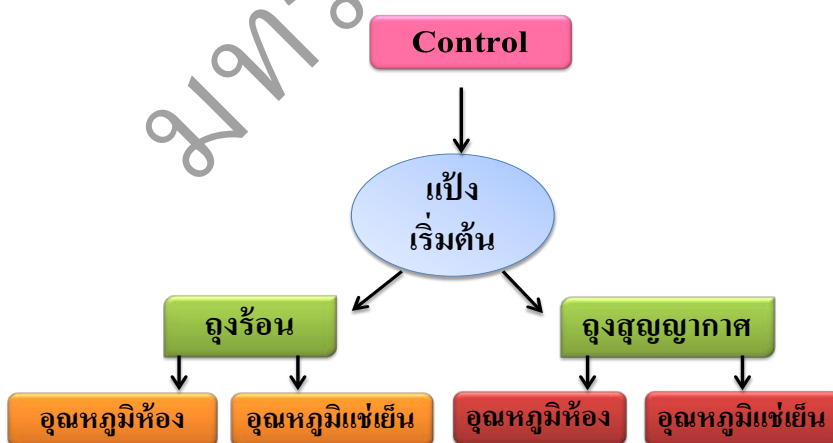 Control
แป้ง
เริ่มต้น
ถุงร้อน
ถุงสุญญากาศ
อุณหภูมิห้อง
อุณหภูมิแช่เย็น
อุณหภูมิห้อง
อุณหภูมิแช่เย็น